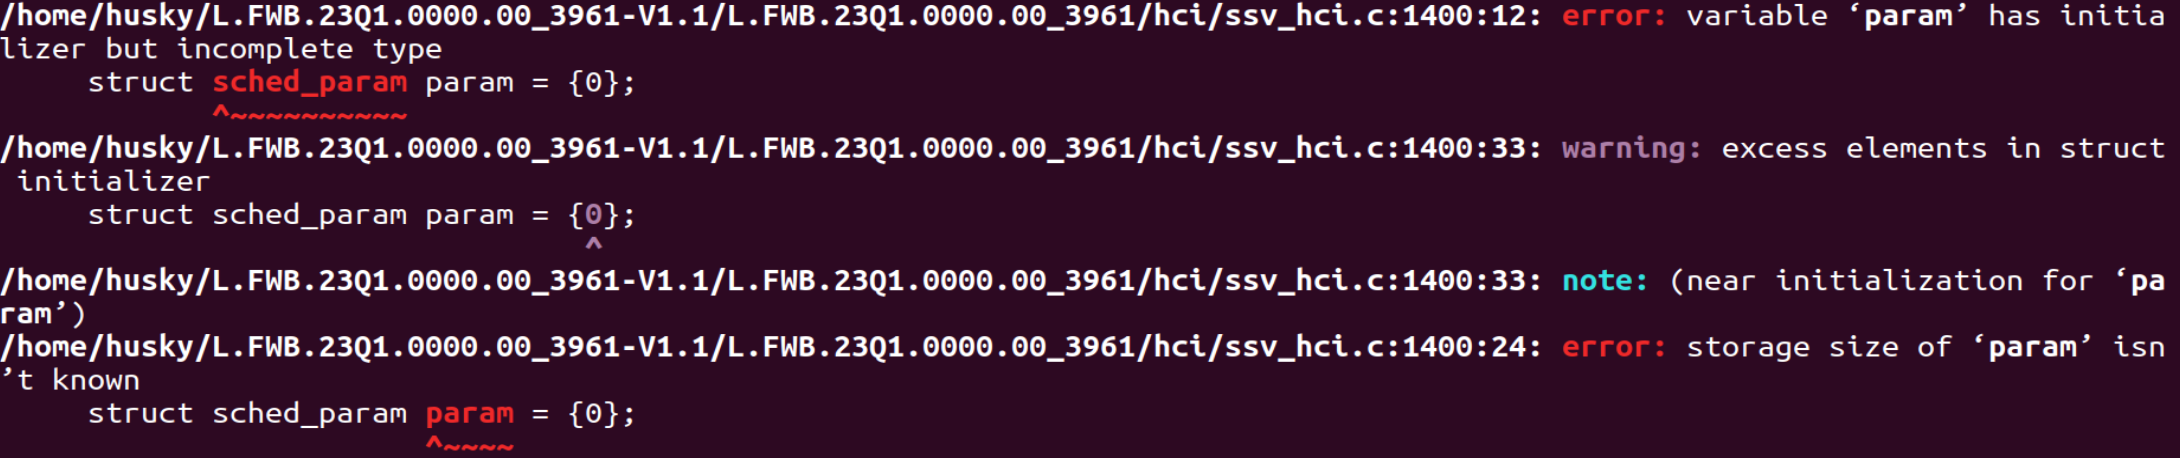 /home/husky/L.FWB.23Q1.0000.00_3961-V1.1/L.FWB.23Q1.0000.00_3961/hci/ssv_hci.c:1400:12: error: variable ‘param’ has initia
lizer but incomplete type
     struct sched_param param = {0};
            ^~~~~~~~~~~
/home/husky/L.FWB.23Q1.0000.00_3961-V1.1/L.FWB.23Q1.0000.00_3961/hci/ssv_hci.c:1400:33: warning: excess elements in struct
 initializer
     struct sched_param param = {0};
                                 ^
/home/husky/L.FWB.23Q1.0000.00_3961-V1.1/L.FWB.23Q1.0000.00_3961/hci/ssv_hci.c:1400:33: note: (near initialization for ‘pa
ram’)
/home/husky/L.FWB.23Q1.0000.00_3961-V1.1/L.FWB.23Q1.0000.00_3961/hci/ssv_hci.c:1400:24: error: storage size of ‘param’ isn
’t known
     struct sched_param param = {0};
                        ^~~~~